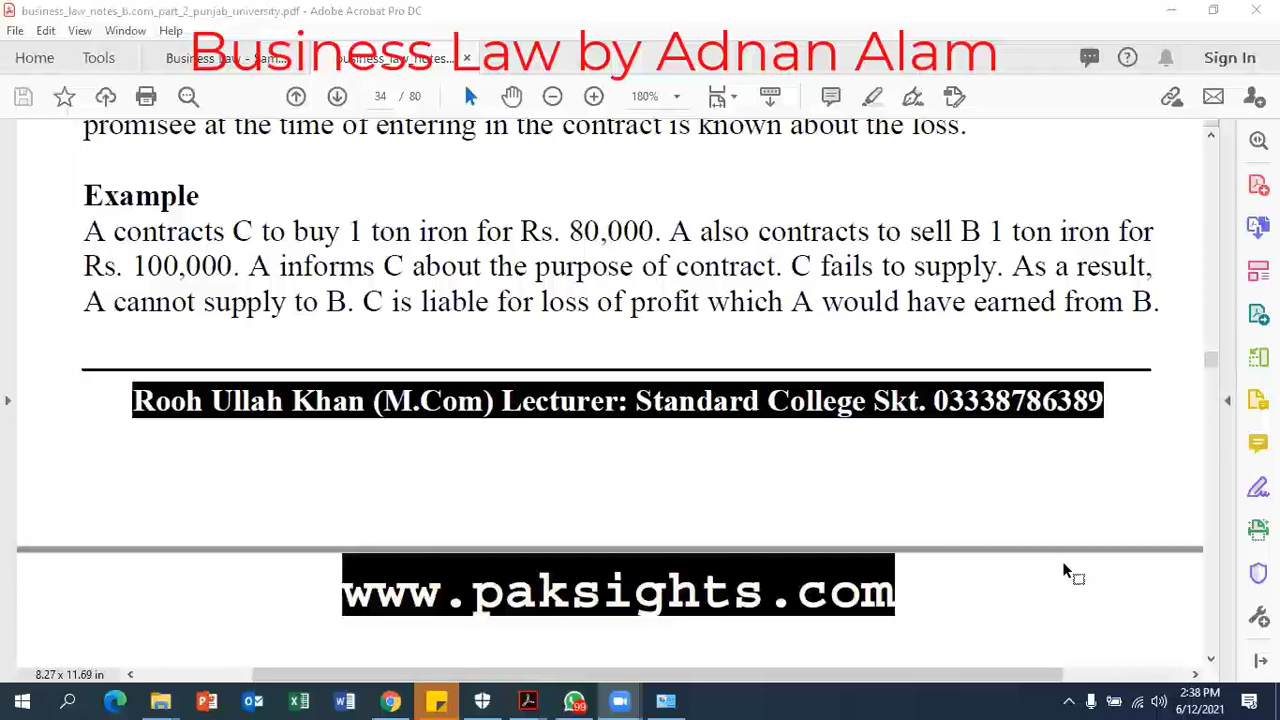 business_law_notes_b.com_part_2_punjab_university.pdf - Adobe Acrobat Pro DC
File Edit View Window Help
Business Law by Adnan Alam
Home Tools Business Law - Sam... business_law_notes... × Sign In
34 / 80 180%
promisee at the time of entering in the contract is known about the loss.
Example
A contracts C to buy 1 ton iron for Rs. 80,000. A also contracts to sell B 1 ton iron for
Rs. 100,000. A informs C about the purpose of contract. C fails to supply. As a result,
A cannot supply to B. C is liable for loss of profit which A would have earned from B.
Rooh Ullah Khan (M.Com) Lecturer: Standard College Skt. 03338786389
www.paksights.com
8.27 x 11.69 in
99
2:38 PM
6/12/2021